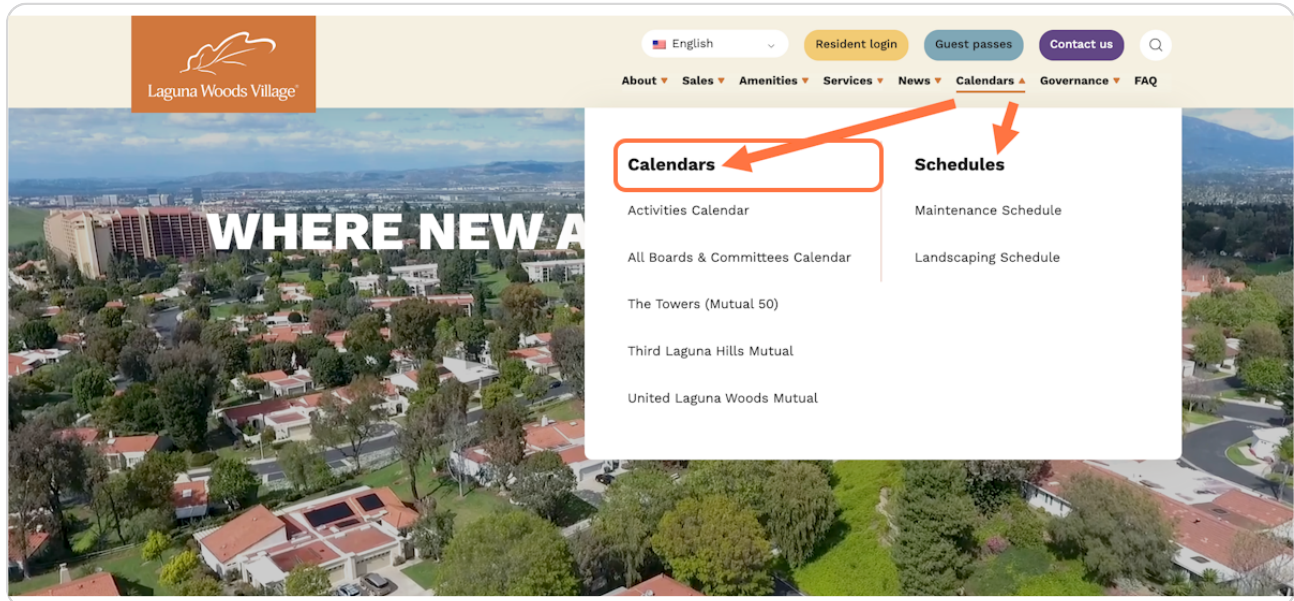 English
Resident login
Guest passes
Contact us
Laguna Woods Village®
About Sales Amenities Services News Calendars Governance FAQ
Calendars
Activities Calendar
All Boards & Committees Calendar
The Towers (Mutual 50)
Third Laguna Hills Mutual
United Laguna Woods Mutual
Schedules
Maintenance Schedule
Landscaping Schedule
WHERE NEW A